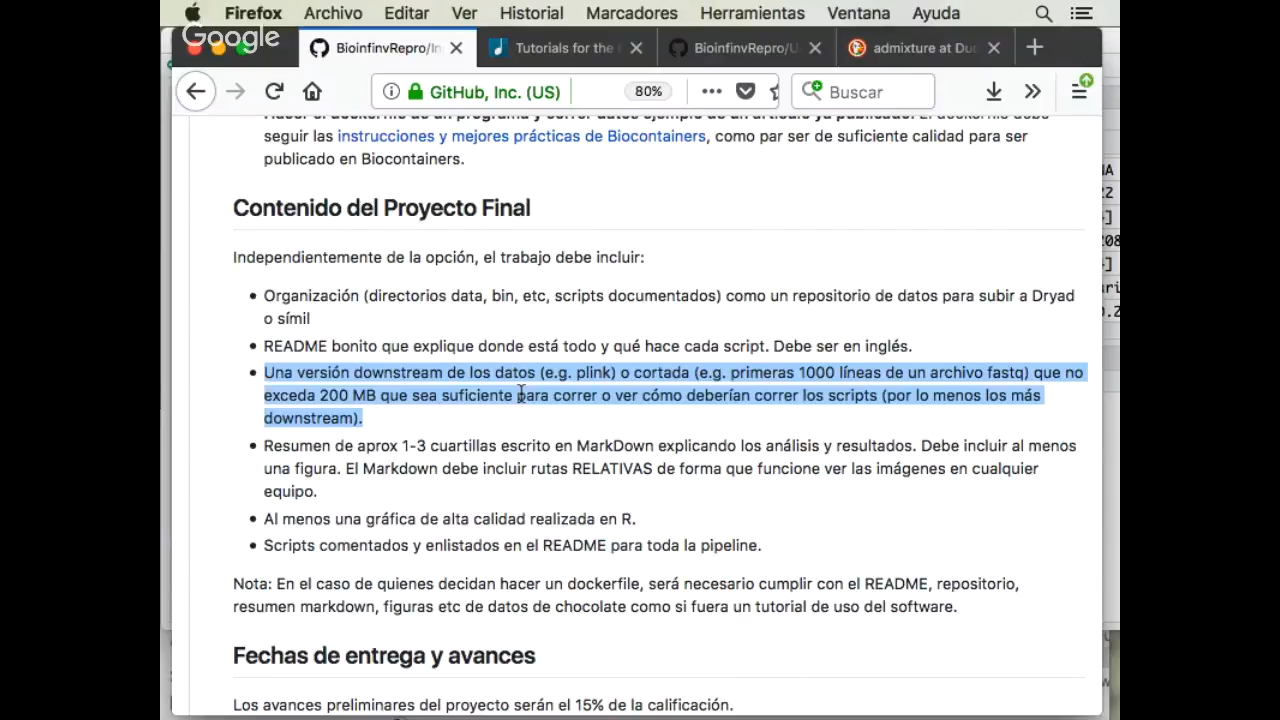 Firefox Archivo Editar Ver Historial Marcadores Herramientas Ventana Ayuda
Google
BioinfinvRepro/In Tutorials for the BioinfinvRepro/U admixture at Du
GitHub, Inc. (US) 80% Buscar
seguir las instrucciones y mejores prácticas de Biocontainers, como par ser de suficiente calidad para ser
publicado en Biocontainers.
Contenido del Proyecto Final
Independientemente de la opción, el trabajo debe incluir:
Organización (directorios data, bin, etc, scripts documentados) como un repositorio de datos para subir a Dryad
o símil
README bonito que explique donde está todo y qué hace cada script. Debe ser en inglés.
Una versión downstream de los datos (e.g. plink) o cortada (e.g. primeras 1000 líneas de un archivo fastq) que no
exceda 200 MB que sea suficiente para correr o ver cómo deberían correr los scripts (por lo menos los más
downstream).
Resumen de aprox 1-3 cuartillas escrito en MarkDown explicando los análisis y resultados. Debe incluir al menos
una figura. El Markdown debe incluir rutas RELATIVAS de forma que funcione ver las imágenes en cualquier
equipo.
Al menos una gráfica de alta calidad realizada en R.
Scripts comentados y enlistados en el README para toda la pipeline.
Nota: En el caso de quienes decidan hacer un dockerfile, será necesario cumplir con el README, repositorio,
resumen markdown, figuras etc de datos de chocolate como si fuera un tutorial de uso del software.
Fechas de entrega y avances
Los avances preliminares del proyecto serán el 15% de la calificación.